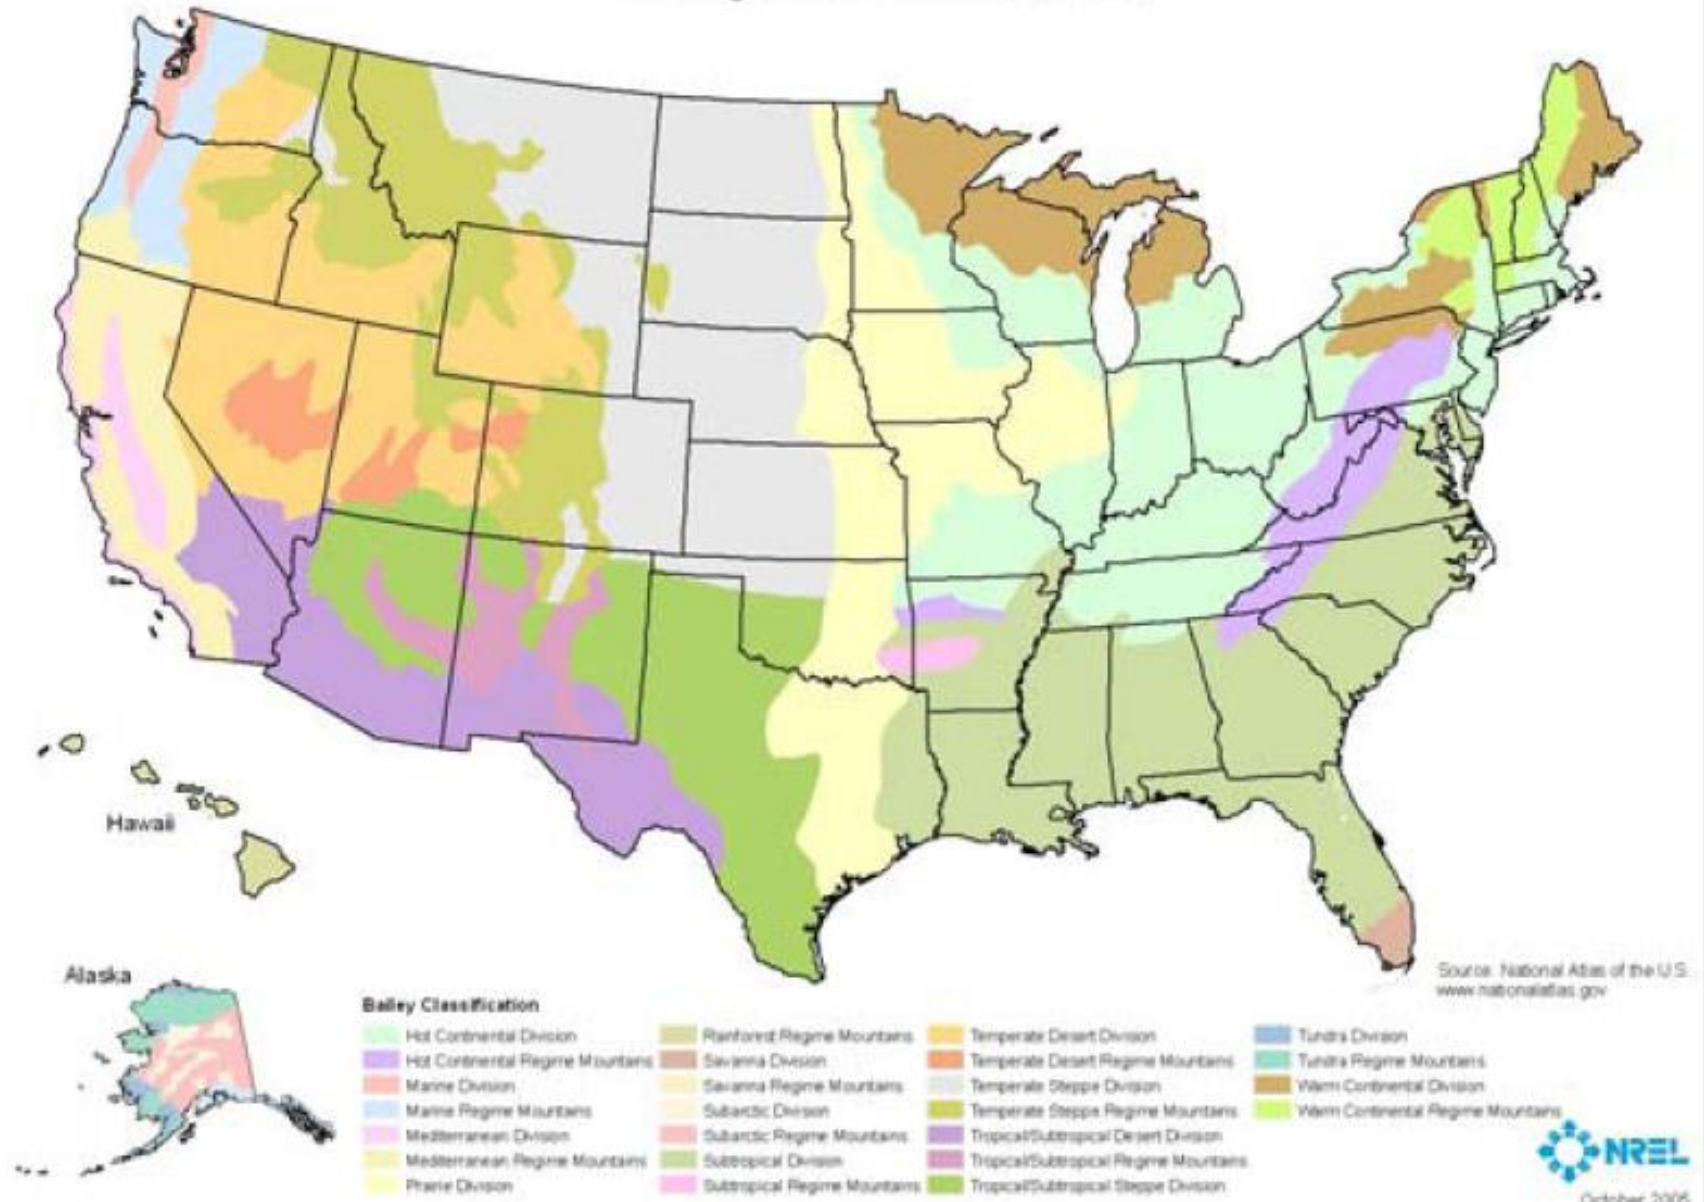 Hawaii
Alaska
Source: National Atlas of the U.S.
www.nationalatlas.gov
Bailey Classification
Hot Continental Division
Hot Continental Regime Mountains
Marine Division
Marine Regime Mountains
Mediterranean Division
Mediterranean Regime Mountains
Prairie Division
Rainforest Regime Mountains
Savanna Division
Savanna Regime Mountains
Subarctic Division
Subarctic Regime Mountains
Subtropical Division
Subtropical Regime Mountains
Temperate Desert Division
Temperate Desert Regime Mountains
Temperate Steppe Division
Temperate Steppe Regime Mountains
Tropical/Subtropical Desert Division
Tropical/Subtropical Regime Mountains
Tropical/Subtropical Steppe Division
Tundra Division
Tundra Regime Mountains
Warm Continental Division
Warm Continental Regime Mountains
NREL
October, 2005